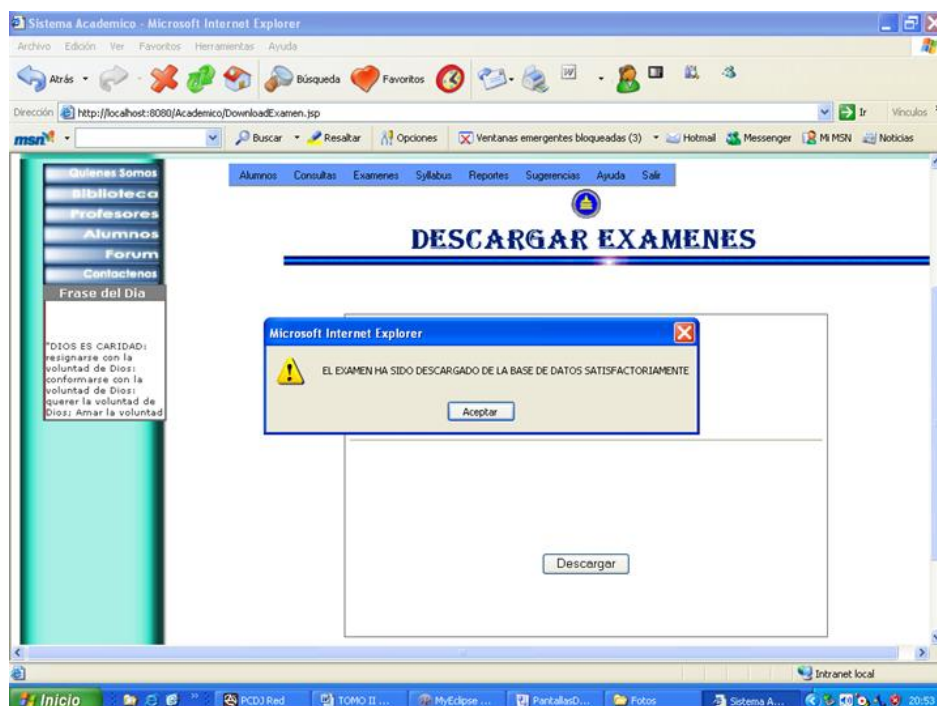 Sistema Academico - Microsoft Internet Explorer
Archivo Edición Ver Favoritos Herramientas Ayuda
Atrás Búsqueda Favoritos
Dirección http://localhost:8080/Academico/DownloadExamen.jsp Ir Vínculos
msn Buscar Resaltar Opciones Ventanas emergentes bloqueadas (3) Hotmail Messenger Mi MSN Noticias
Quienes Somos
Biblioteca
Profesores
Alumnos
Forum
Contactenos
Frase del Dia
"DIOS ES CARIDAD:
resignarse con la
voluntad de Dios:
conformarse con la
voluntad de Dios:
querer la voluntad de
Dios; Amar la voluntad
Alumnos Consultas Examenes Syllabus Reportes Sugerencias Ayuda Salir
DESCARGAR EXAMENES
Microsoft Internet Explorer
EL EXAMEN HA SIDO DESCARGADO DE LA BASE DE DATOS SATISFACTORIAMENTE
Aceptar
Descargar
Intranet local
Inicio PCDJ Red TOMO II ... MyEclipse ... PantallasD... Fotos Sistema A... 20:53